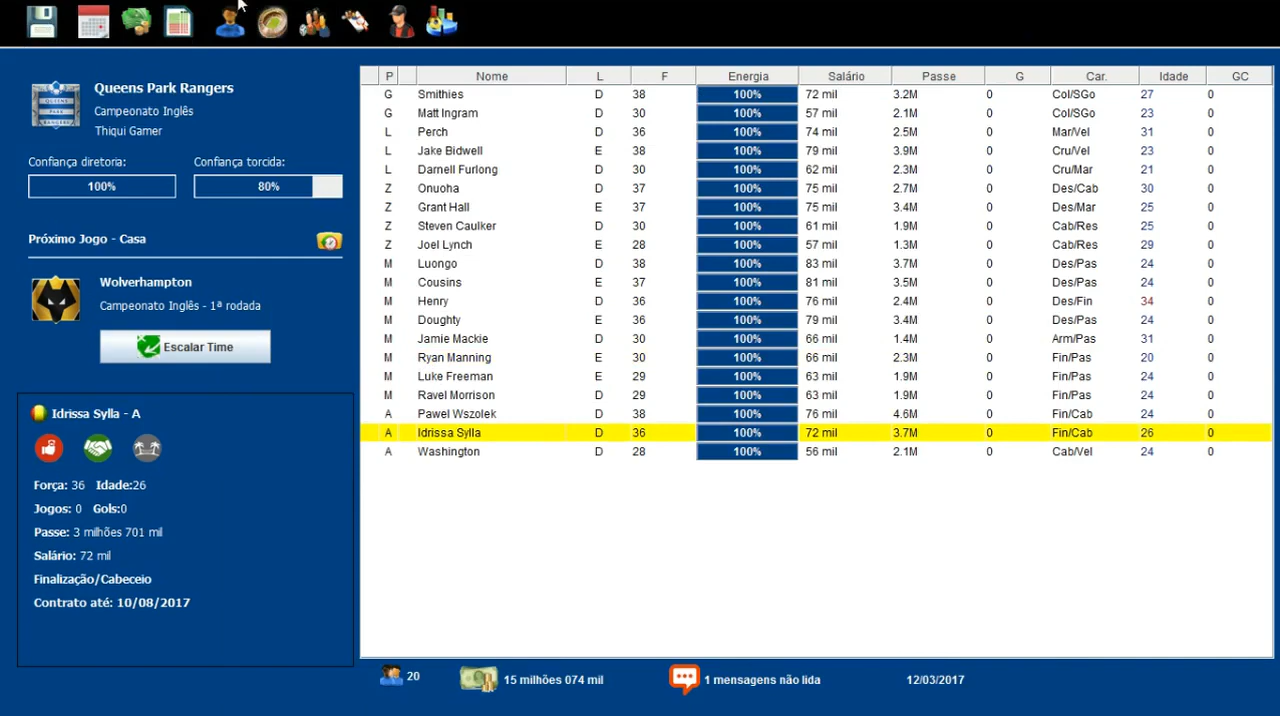 Queens Park Rangers
Campeonato Inglês
Thiqui Gamer
Confiança diretoria: Confiança torcida:
100% 80%
Próximo Jogo - Casa
Wolverhampton
Campeonato Inglês - 1ª rodada
Escalar Time
Idrissa Sylla - A
Força: 36 Idade:26
Jogos: 0 Gols:0
Passe: 3 milhões 701 mil
Salário: 72 mil
Finalização/Cabeceio
Contrato até: 10/08/2017
P Nome L F Energia Salário Passe G Car. Idade GC
G Smithies D 38 100% 72 mil 3.2M 0 Col/SGo 27 0
G Matt Ingram D 30 100% 57 mil 2.1M 0 Col/SGo 23 0
L Perch D 36 100% 74 mil 2.5M 0 Mar/Vel 31 0
L Jake Bidwell E 38 100% 79 mil 3.9M 0 Cru/Vel 23 0
L Darnell Furlong D 30 100% 62 mil 2.3M 0 Cru/Mar 21 0
Z Onuoha D 37 100% 75 mil 2.7M 0 Des/Cab 30 0
Z Grant Hall E 37 100% 75 mil 3.4M 0 Des/Mar 25 0
Z Steven Caulker D 30 100% 61 mil 1.9M 0 Cab/Res 25 0
Z Joel Lynch E 28 100% 57 mil 1.3M 0 Cab/Res 29 0
M Luongo D 38 100% 83 mil 3.7M 0 Des/Pas 24 0
M Cousins E 37 100% 81 mil 3.5M 0 Des/Pas 24 0
M Henry D 36 100% 76 mil 2.4M 0 Des/Fin 34 0
M Doughty E 36 100% 79 mil 3.4M 0 Des/Pas 24 0
M Jamie Mackie D 30 100% 66 mil 1.4M 0 Arm/Pas 31 0
M Ryan Manning E 30 100% 66 mil 2.3M 0 Fin/Pas 20 0
M Luke Freeman E 29 100% 63 mil 1.9M 0 Fin/Pas 24 0
M Ravel Morrison D 29 100% 63 mil 1.9M 0 Fin/Pas 24 0
A Pawel Wszolek D 38 100% 76 mil 4.6M 0 Fin/Cab 24 0
A Idrissa Sylla D 36 100% 72 mil 3.7M 0 Fin/Cab 26 0
A Washington D 28 100% 56 mil 2.1M 0 Cab/Vel 24 0
20 15 milhões 074 mil 1 mensagens não lida 12/03/2017